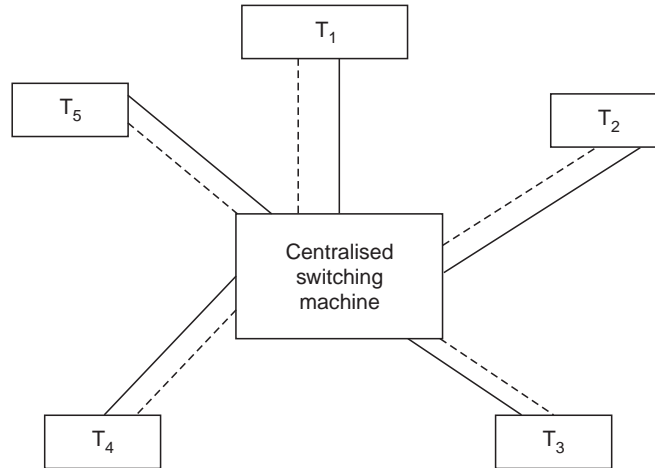 T₁
T₅
T₂
Centralised
switching
machine
T₄
T₃